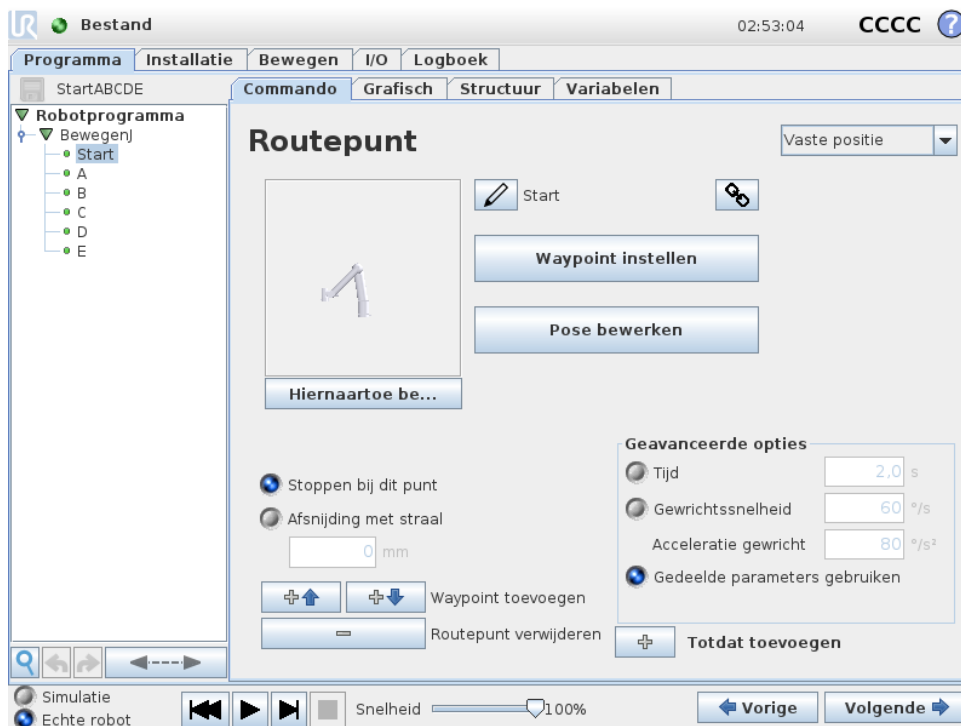 UR Bestand 02:53:04 CCCC ?
Programma Installatie Bewegen I/O Logboek
StartABCDE
Commando Grafisch Structuur Variabelen
Robotprogramma
BewegenJ
Start
A
B
C
D
E
Routepunt
Vaste positie
Start
Waypoint instellen
Pose bewerken
Hiernaartoe be...
Stoppen bij dit punt
Afsnijding met straal
0 mm
Waypoint toevoegen
Routepunt verwijderen
Geavanceerde opties
Tijd 2,0 s
Gewrichtssnelheid 60 °/s
Acceleratie gewricht 80 °/s²
Gedeelde parameters gebruiken
Totdat toevoegen
Simulatie
Echte robot
Snelheid 100%
Vorige Volgende